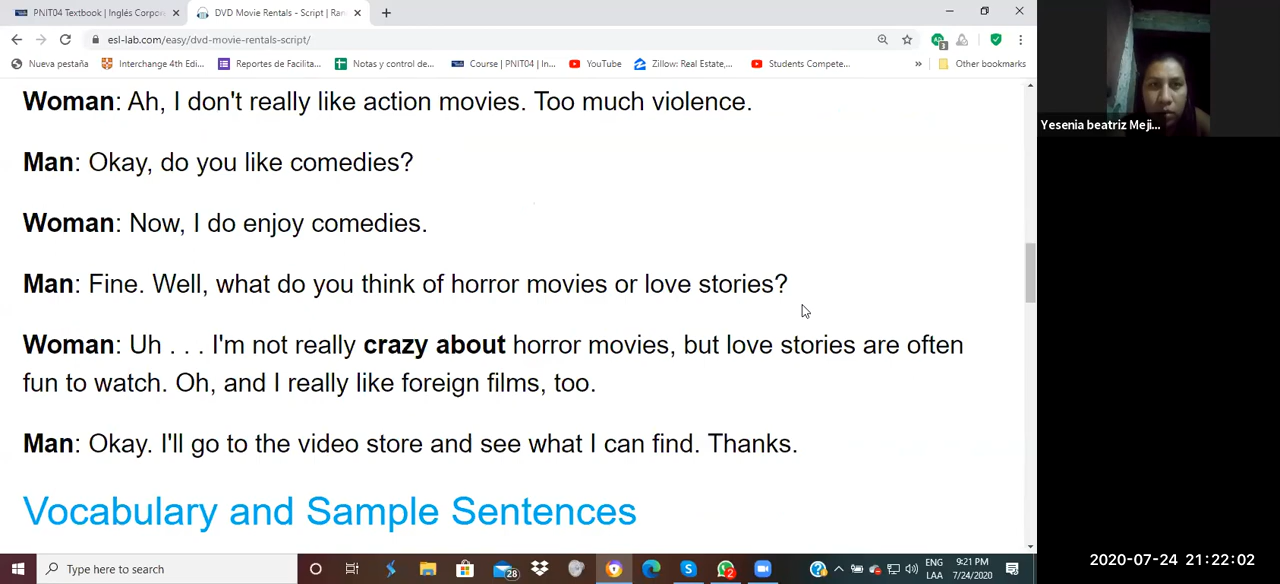 PNIT04 Textbook | Inglés Corpor
DVD Movie Rentals - Script | Ran
esl-lab.com/easy/dvd-movie-rentals-script/
3
Nueva pestaña
Interchange 4th Edi...
Reportes de Facilita...
Notas y control de...
Course | PNIT04 | In...
YouTube
Zillow: Real Estate,...
Students Compete...
»
Other bookmarks
Yesenia beatriz Meji...
Woman: Ah, I don't really like action movies. Too much violence.
Man: Okay, do you like comedies?
Woman: Now, I do enjoy comedies.
Man: Fine. Well, what do you think of horror movies or love stories?
Woman: Uh . . . I'm not really crazy about horror movies, but love stories are often
fun to watch. Oh, and I really like foreign films, too.
Man: Okay. I'll go to the video store and see what I can find. Thanks.
Vocabulary and Sample Sentences
Type here to search
28
2
ENG
LAA
9:21 PM
7/24/2020
2020-07-24 21:22:02